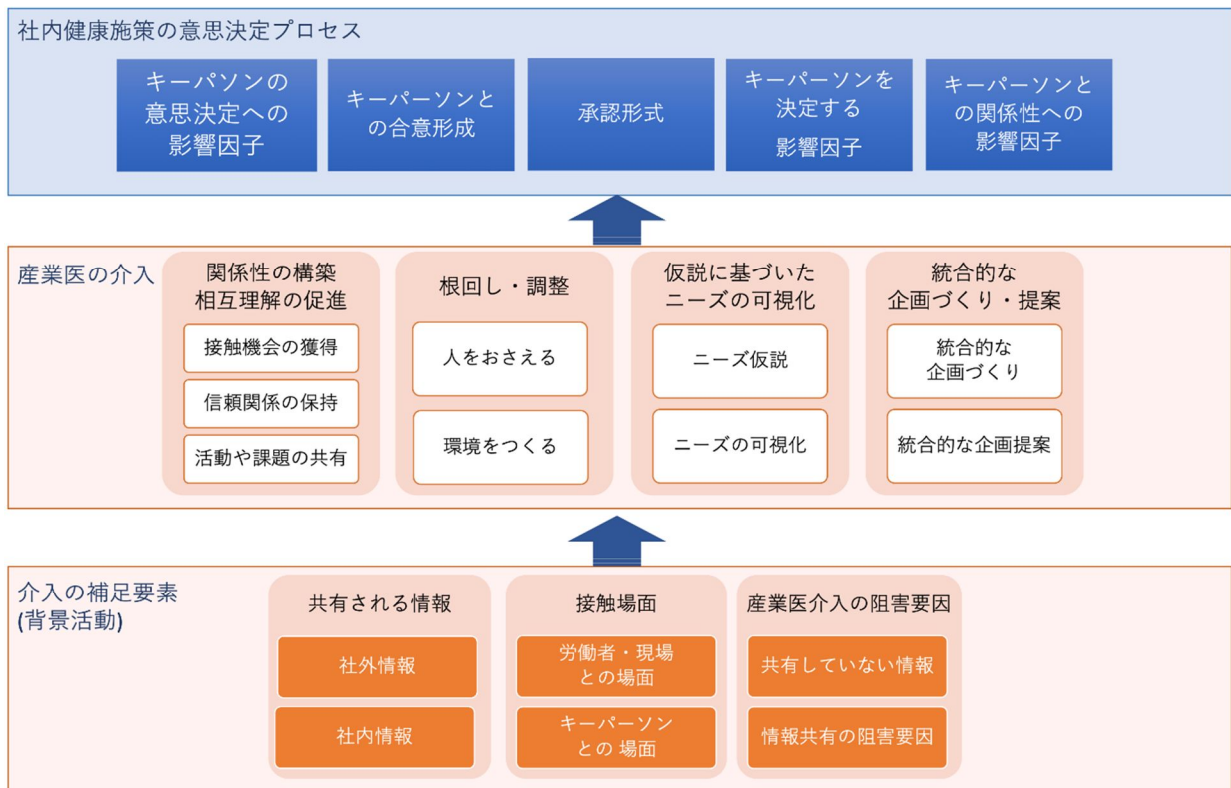 社内健康施策の意思決定プロセス
キーパソンの
意思決定への
影響因子
キーパーソンと
の合意形成
承認形式
キーパーソンを
決定する
影響因子
キーパーソンと
の関係性への
影響因子
産業医の介入
関係性の構築
相互理解の促進
接触機会の獲得
信頼関係の保持
活動や課題の共有
根回し・調整
人をおさえる
環境をつくる
仮説に基づいた
ニーズの可視化
ニーズ仮説
ニーズの可視化
統合的な
企画づくり・提案
統合的な
企画づくり
統合的な企画提案
介入の補足要素
(背景活動)
共有される情報
社外情報
社内情報
接触場面
労働者・現場
との場面
キーパーソン
との 場面
産業医介入の阻害要因
共有していない情報
情報共有の阻害要因